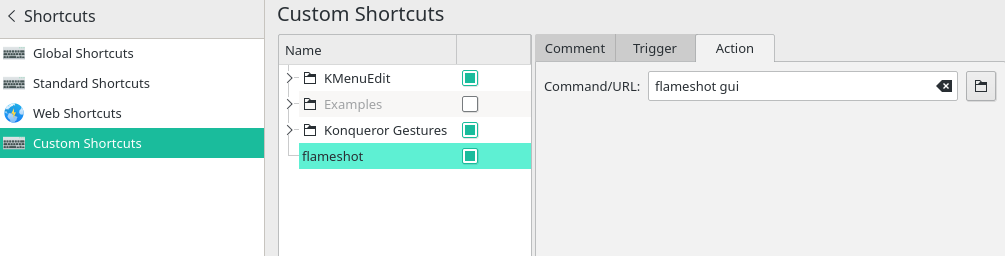 Shortcuts
Global Shortcuts
Standard Shortcuts
Web Shortcuts
Custom Shortcuts
Custom Shortcuts
Name
KMenuEdit
Examples
Konqueror Gestures
flameshot
Comment Trigger Action
Command/URL: flameshot gui